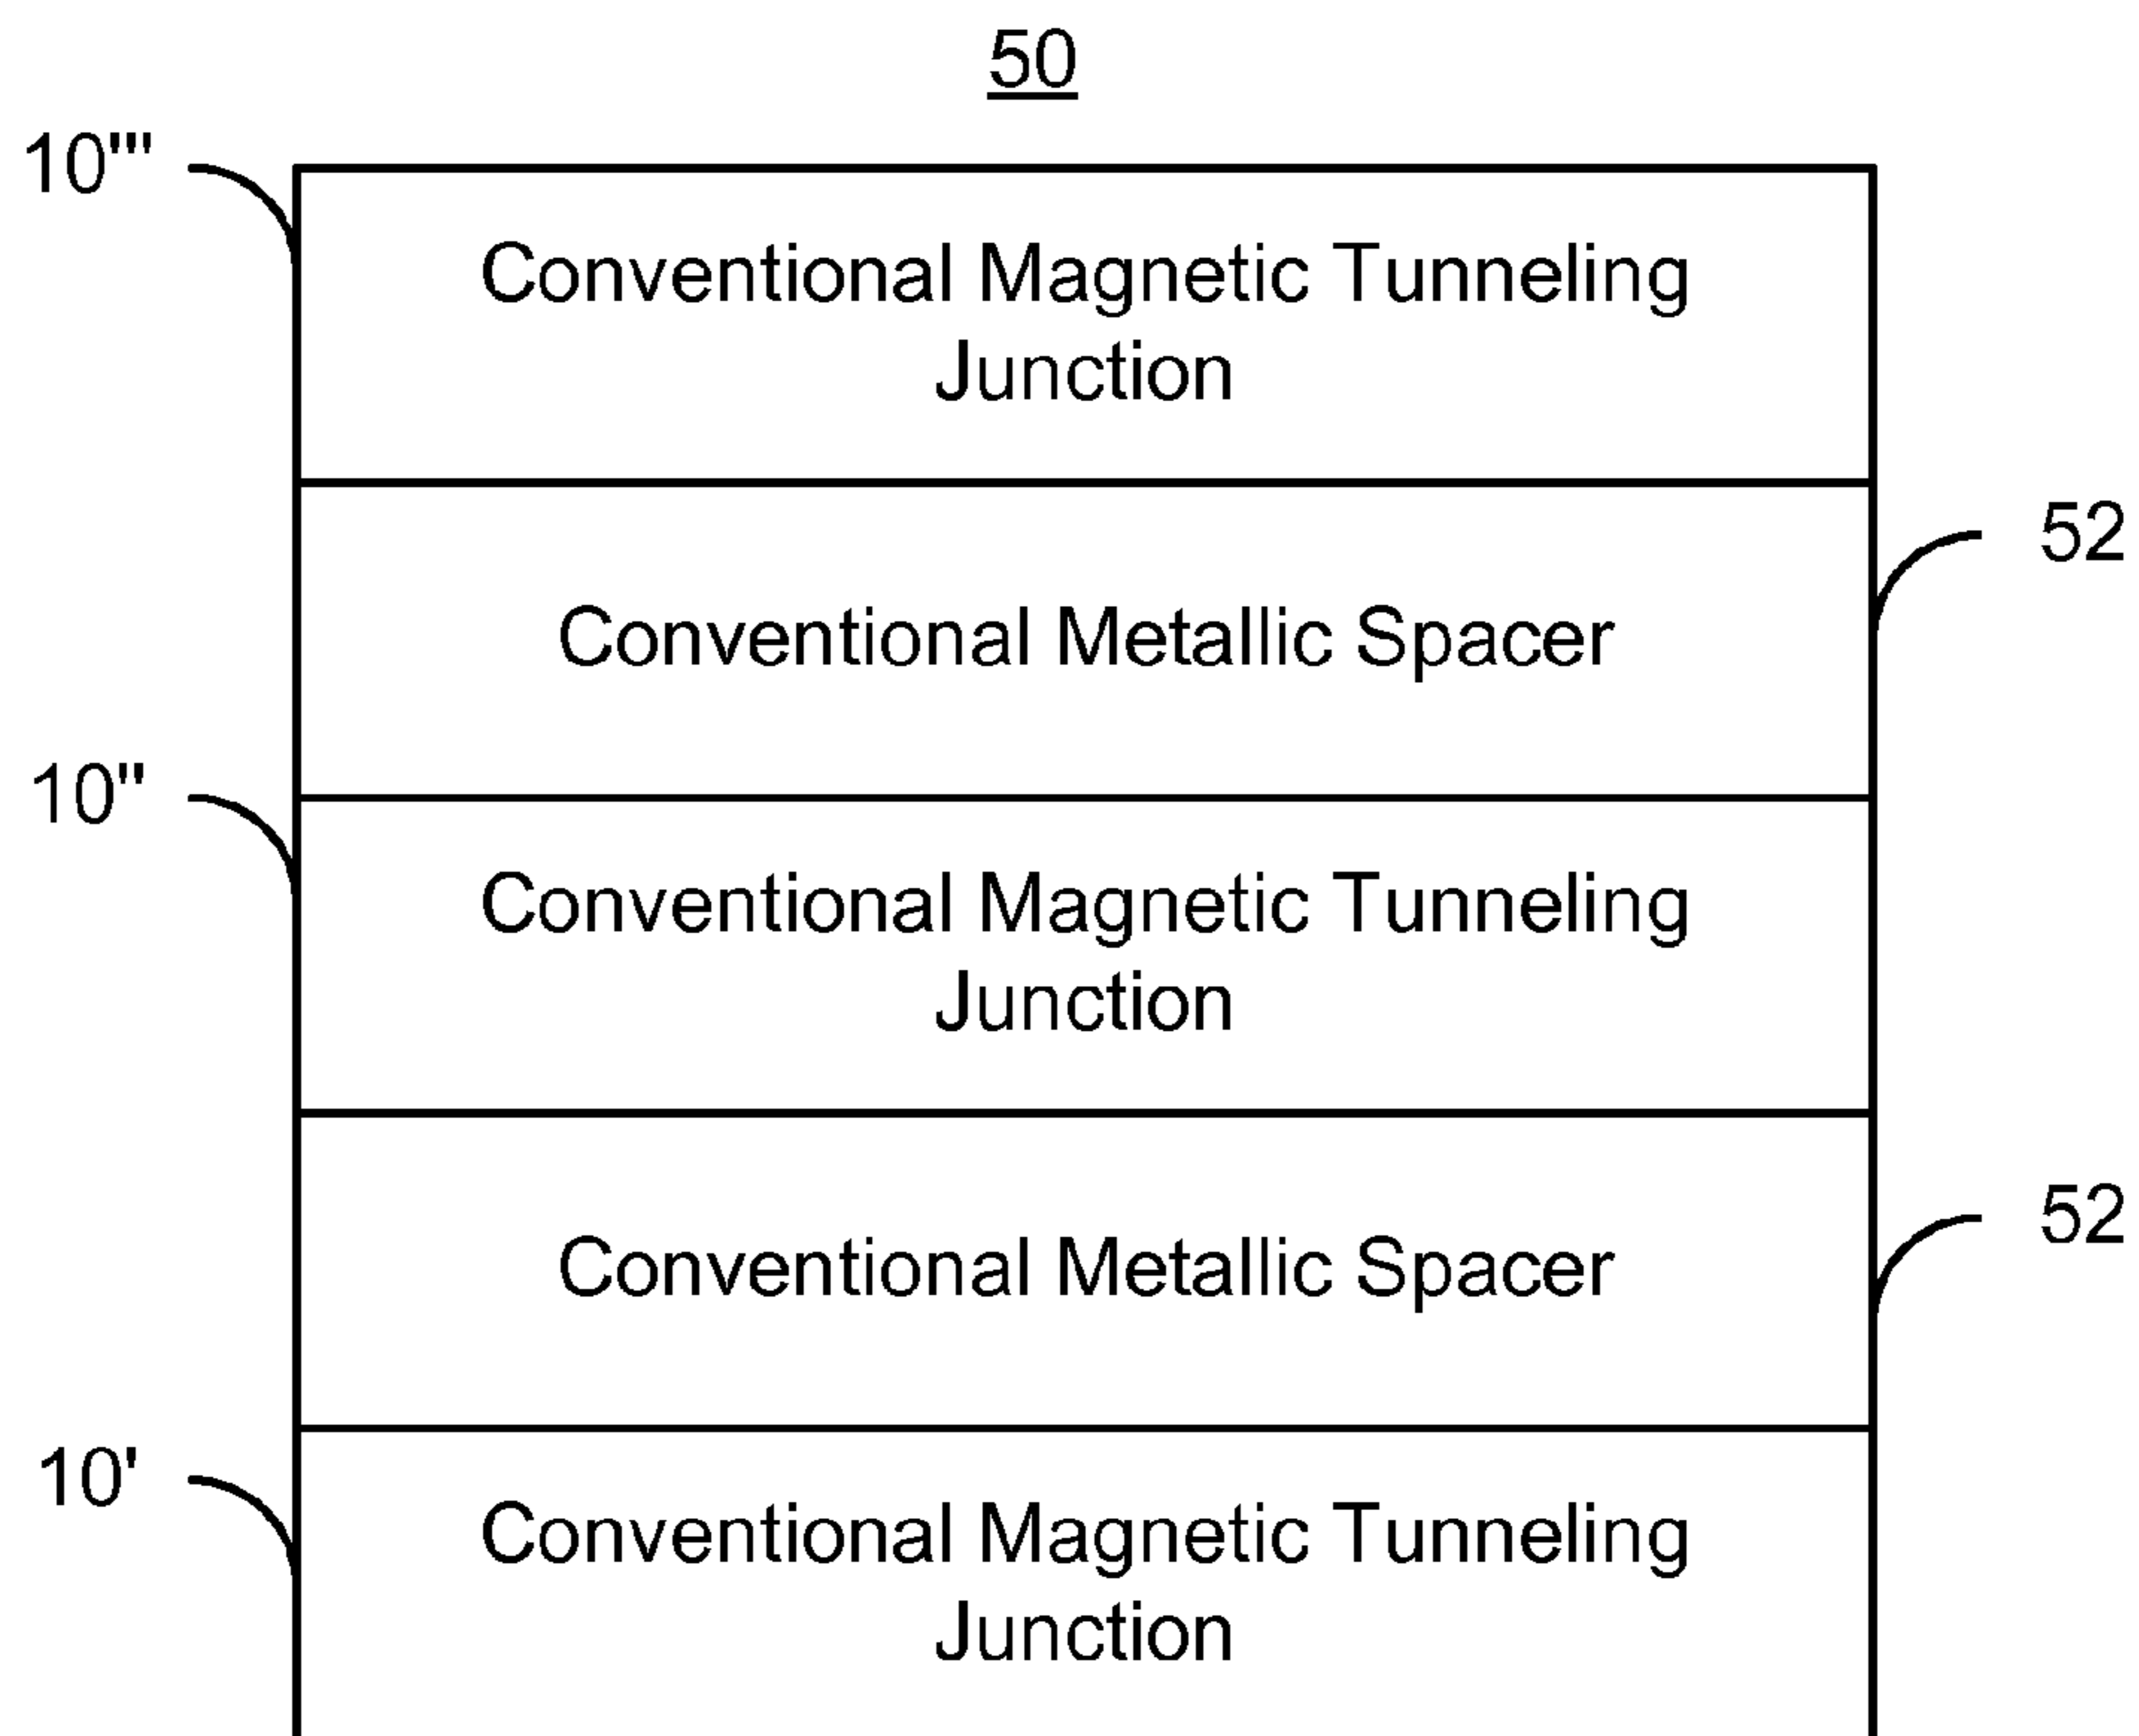 50
10'''
Conventional Magnetic Tunneling
Junction
52
Conventional Metallic Spacer
10''
Conventional Magnetic Tunneling
Junction
52
Conventional Metallic Spacer
10'
Conventional Magnetic Tunneling
Junction